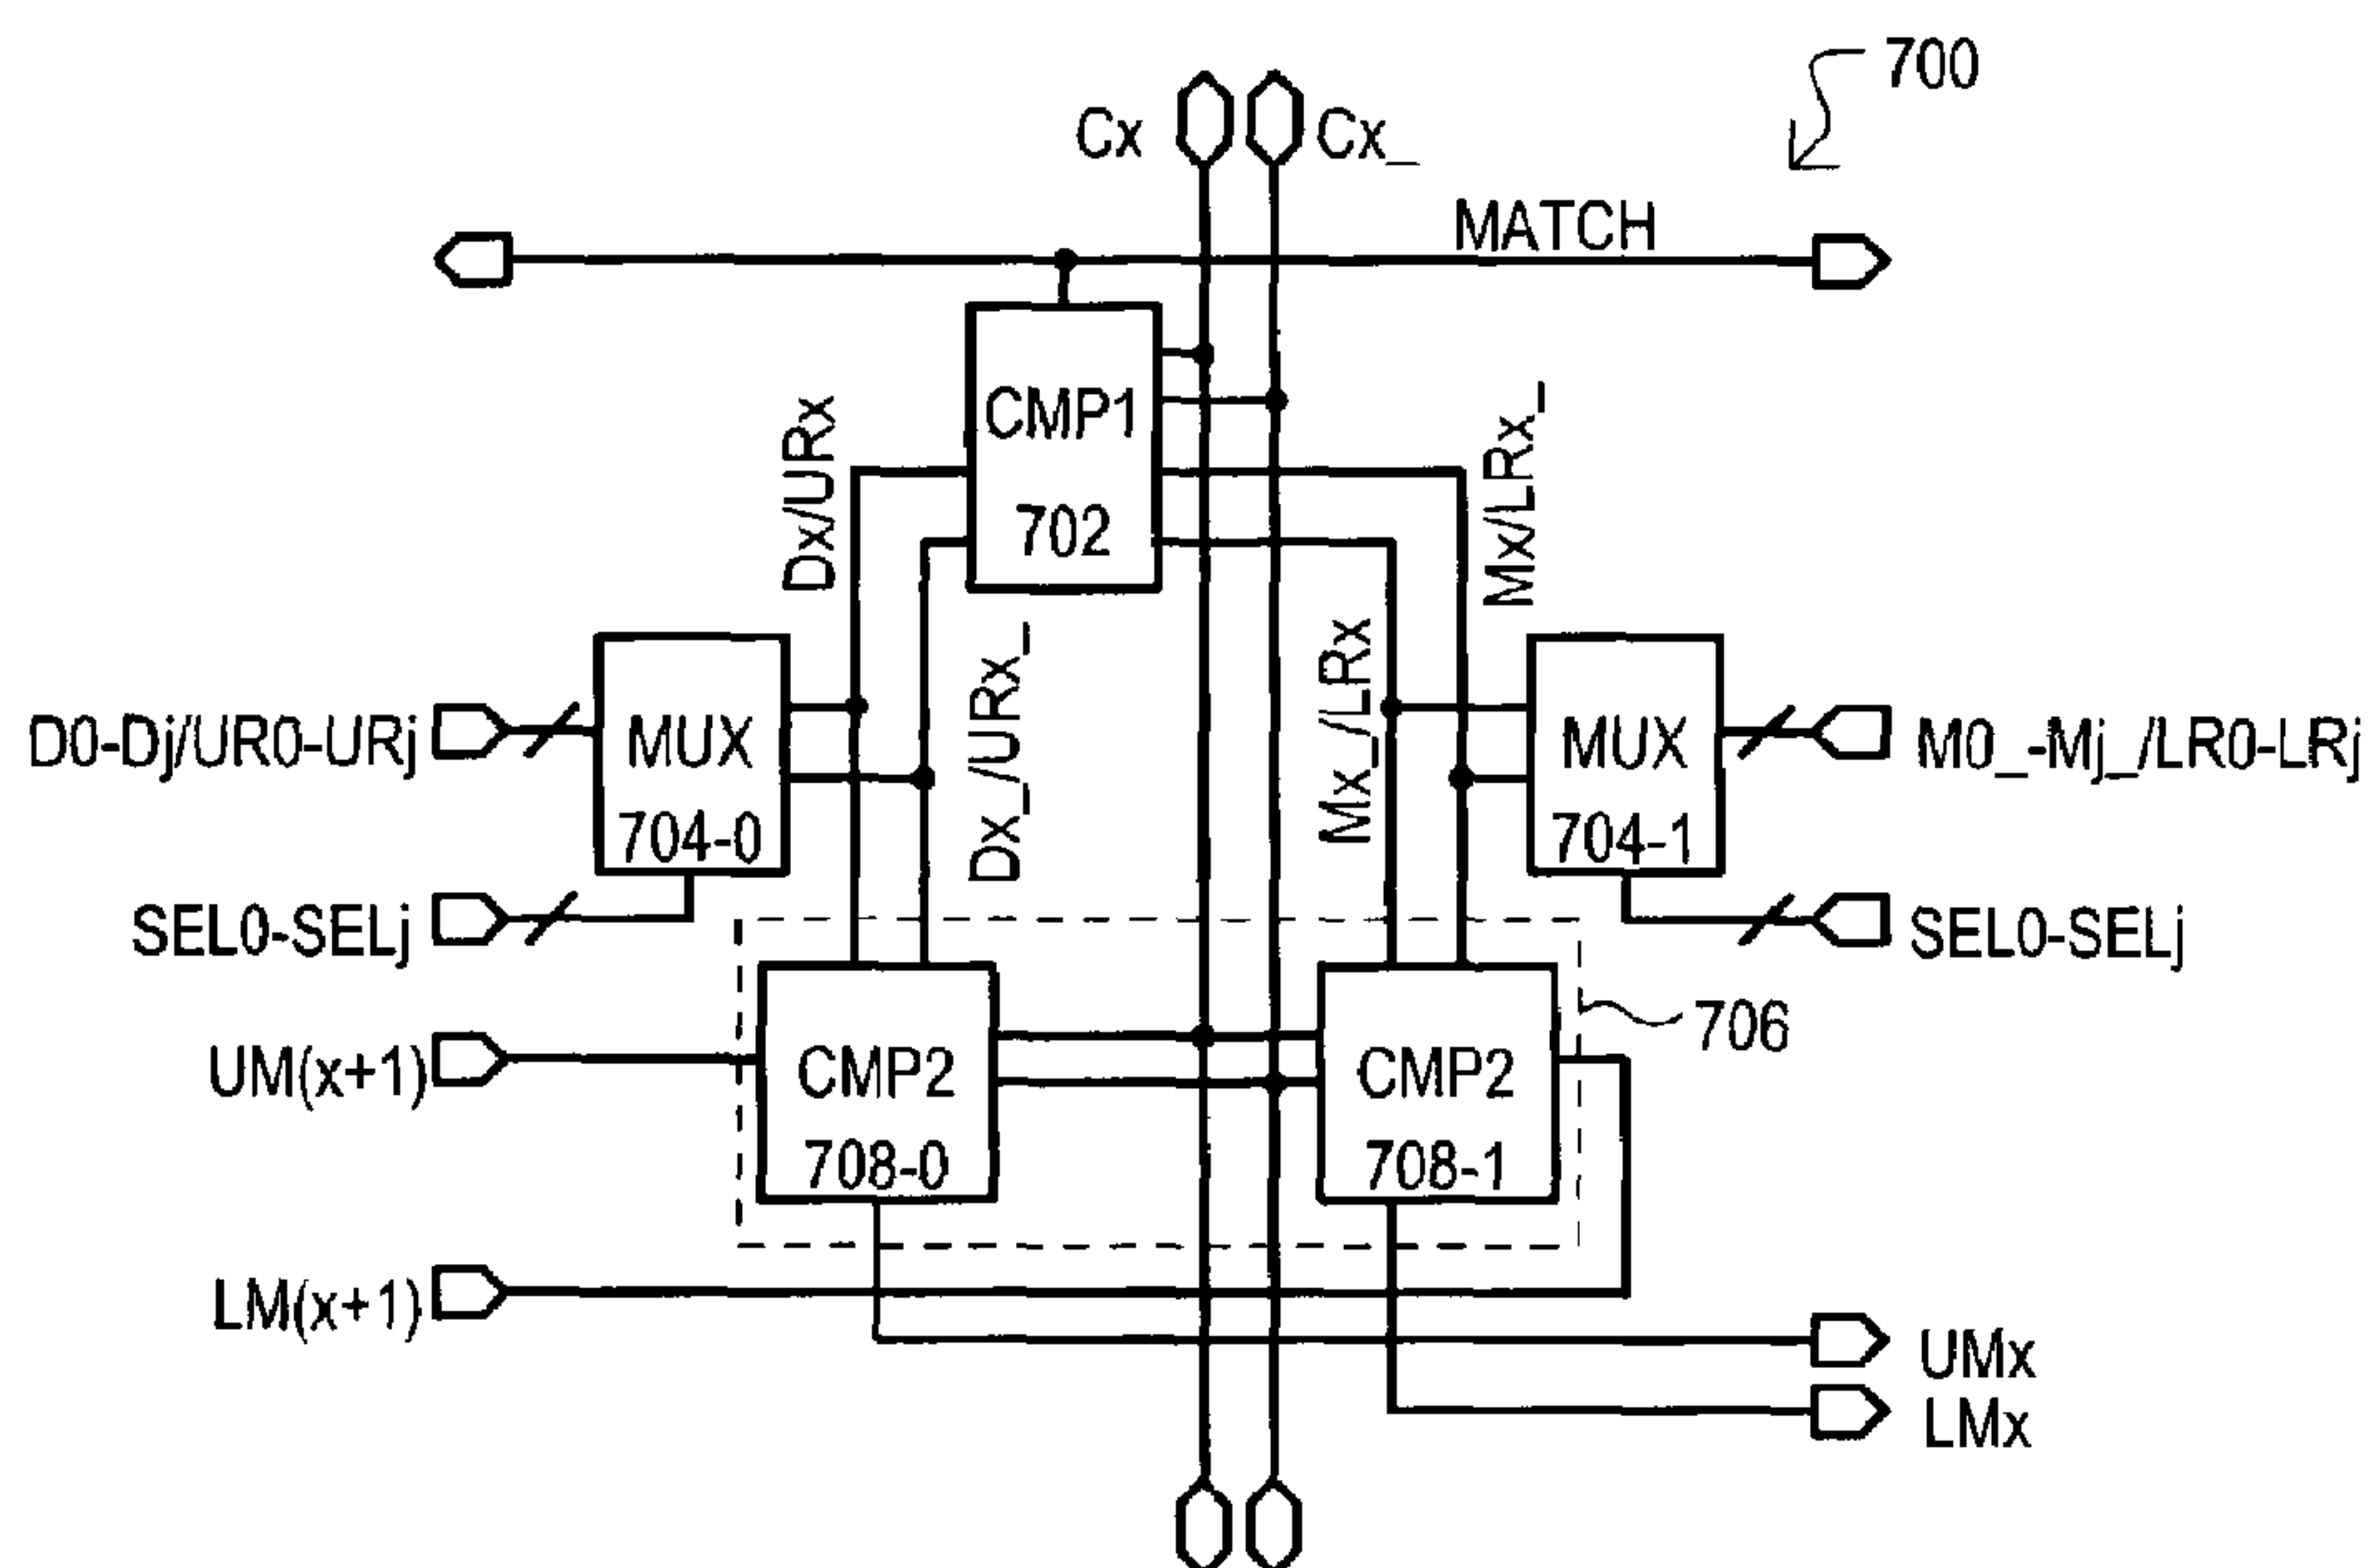 700
Cx
Cx_
MATCH
CMP1
702
Dx/URx
Mx/LRx_
Dx_/URx_
Mx_/LRx
D0-Dj/UR0-URj
MUX
704-0
MUX
704-1
M0_-Mj_/LR0-LRj
SEL0-SELj
SEL0-SELj
706
UM(x+1)
CMP2
708-0
CMP2
708-1
LM(x+1)
UMx
LMx